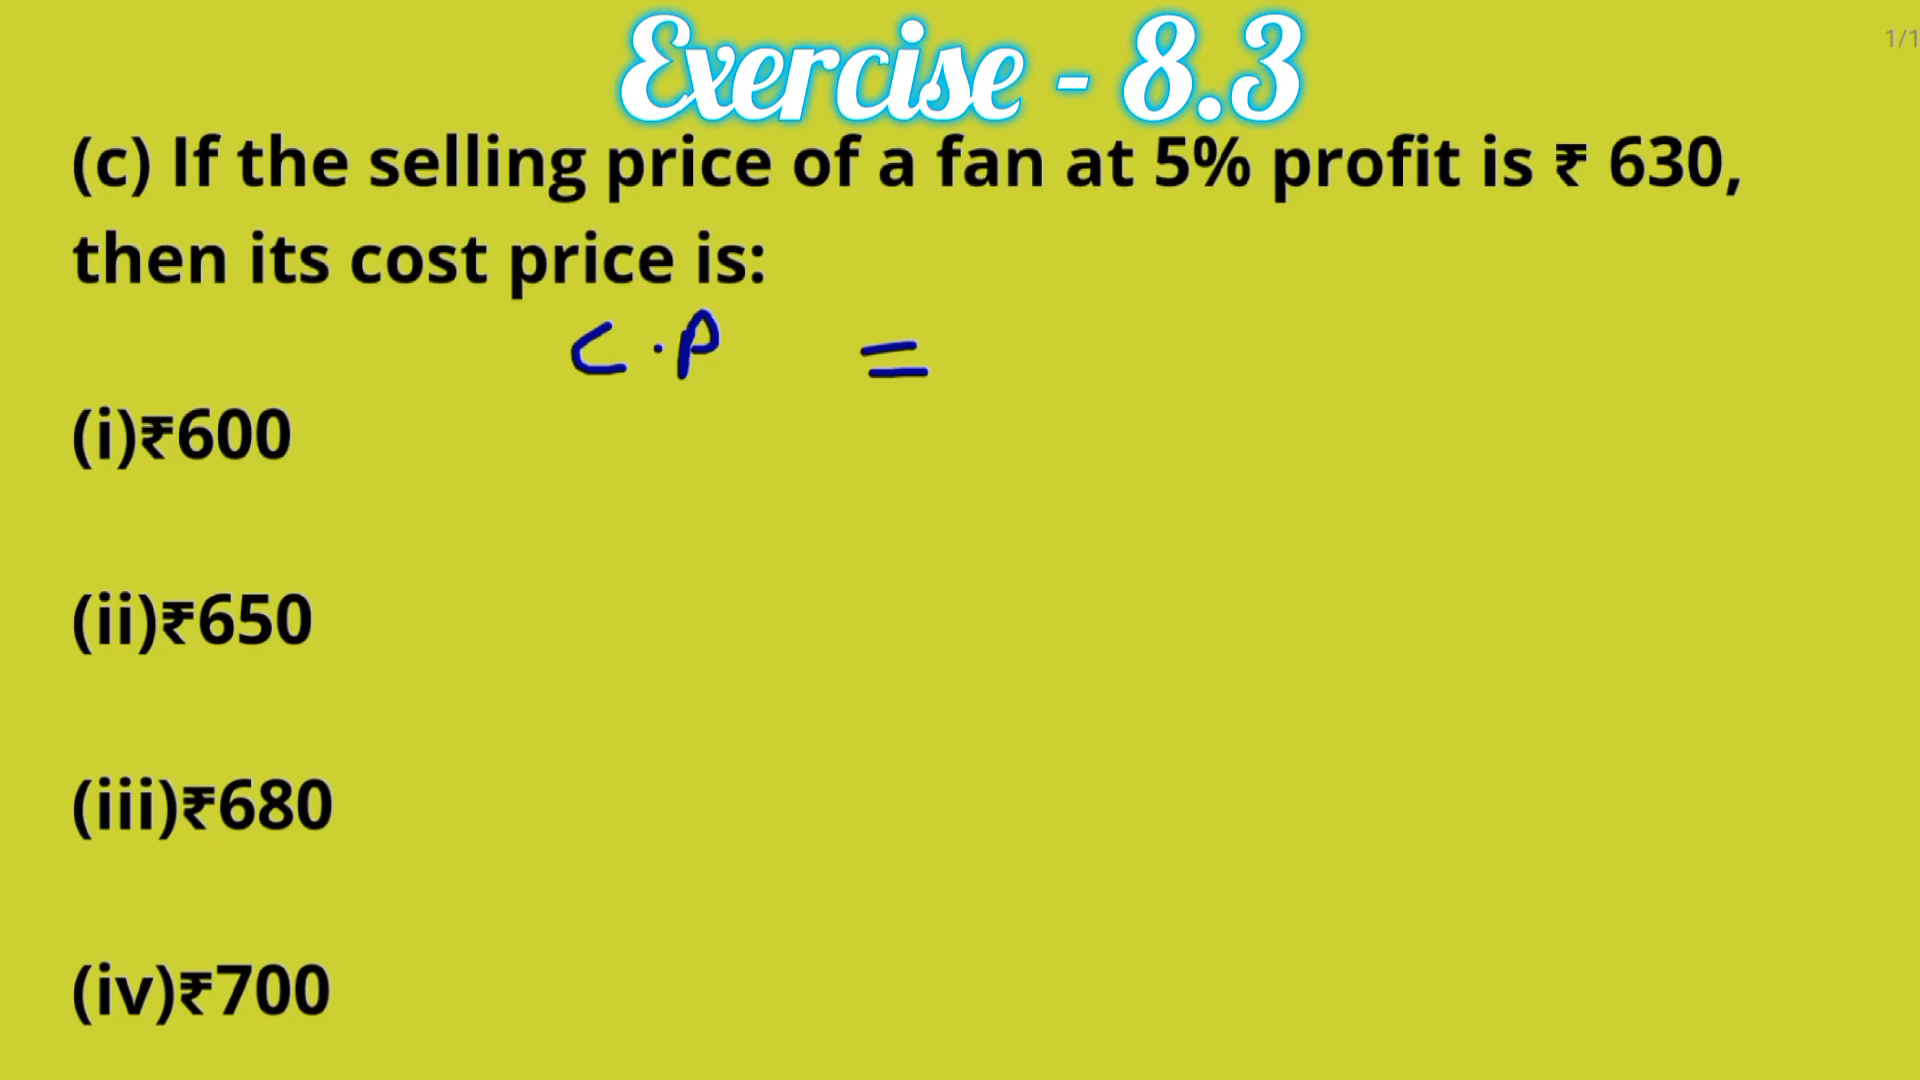 Exercise - 8.3
1/1
(c) If the selling price of a fan at 5% profit is ₹ 630,
then its cost price is:
C.P =
(i)₹600
(ii)₹650
(iii)₹680
(iv)₹700